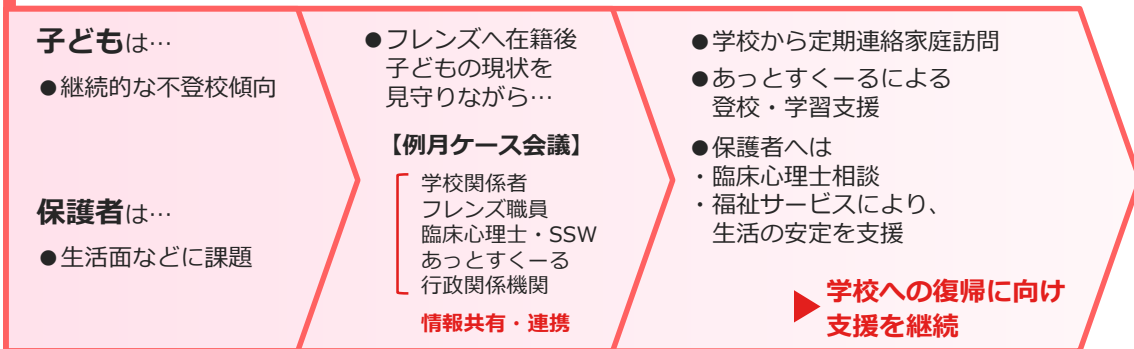 子どもは…
●継続的な不登校傾向
保護者は…
●生活面などに課題
●フレンズへ在籍後
子どもの現状を
見守りながら…
【例月ケース会議】
学校関係者
フレンズ職員
臨床心理士・SSW
あっとすくーる
行政関係機関
情報共有・連携
●学校から定期連絡家庭訪問
●あっとすくーるによる
登校・学習支援
●保護者へは
・臨床心理士相談
・福祉サービスにより、
生活の安定を支援
▶学校への復帰に向け
支援を継続